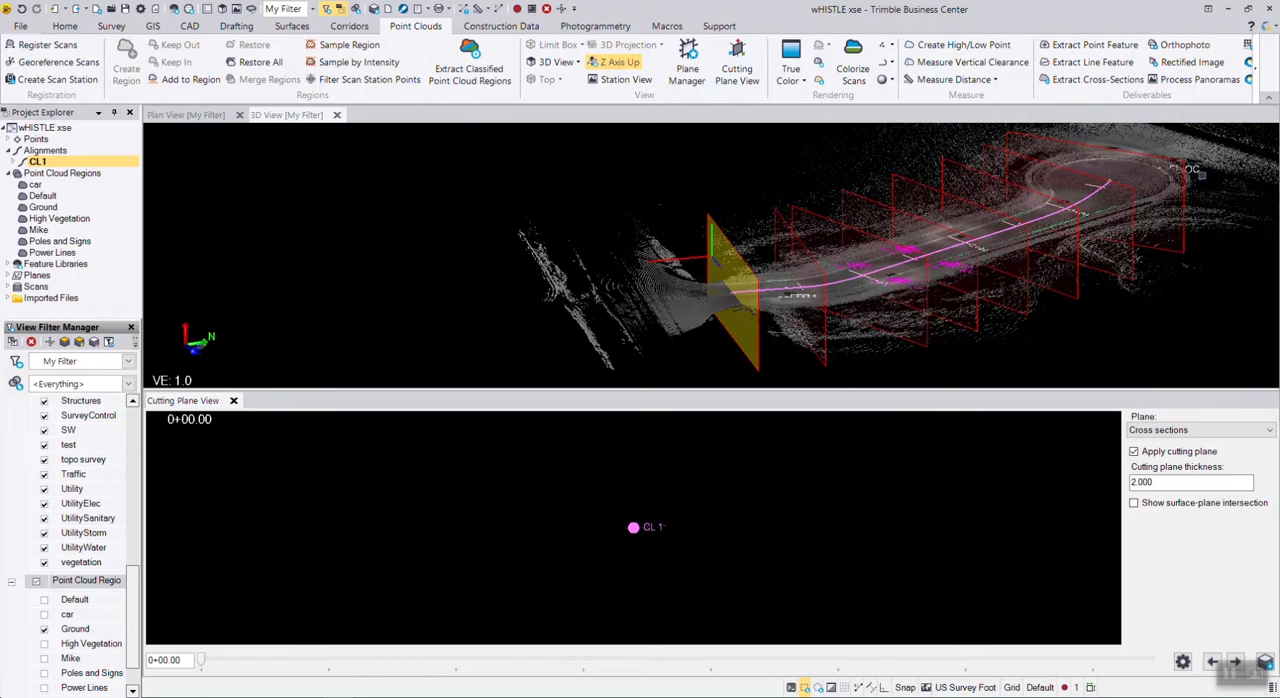 My Filter
wHISTLE xse - Trimble Business Center
File Home Survey GIS CAD Drafting Surfaces Corridors Point Clouds Construction Data Photogrammetry Macros Support
Register Scans
Georeference Scans
Create Scan Station
Registration
Create Region
Keep Out
Keep In
Add to Region
Restore
Restore All
Merge Regions
Sample Region
Sample by Intensity
Filter Scan Station Points
Extract Classified Point Cloud Regions
Regions
Limit Box
3D View
Top
3D Projection
Z Axis Up
Station View
Plane Manager
Cutting Plane View
View
True Color
Colorize Scans
Rendering
Create High/Low Point
Measure Vertical Clearance
Measure Distance
Measure
Extract Point Feature
Extract Line Feature
Extract Cross-Sections
Orthophoto
Rectified Image
Process Panoramas
Deliverables
Project Explorer
wHISTLE xse
Points
Alignments
CL1
Point Cloud Regions
car
Default
Ground
High Vegetation
Mike
Poles and Signs
Power Lines
Feature Libraries
Planes
Scans
Imported Files
Plan View [My Filter]
3D View [My Filter]
N
VE: 1.0
View Filter Manager
My Filter
<Everything>
Structures
SurveyControl
SW
test
topo survey
Traffic
Utility
UtilityElec
UtilitySanitary
UtilityStorm
UtilityWater
vegetation
Point Cloud Regio
Default
car
Ground
High Vegetation
Mike
Poles and Signs
Power Lines
Cutting Plane View
0+00.00
CL 1
Plane:
Cross sections
Apply cutting plane
Cutting plane thickness:
2.000
Show surface-plane intersection
0+00.00
Snap US Survey Foot Grid Default 1